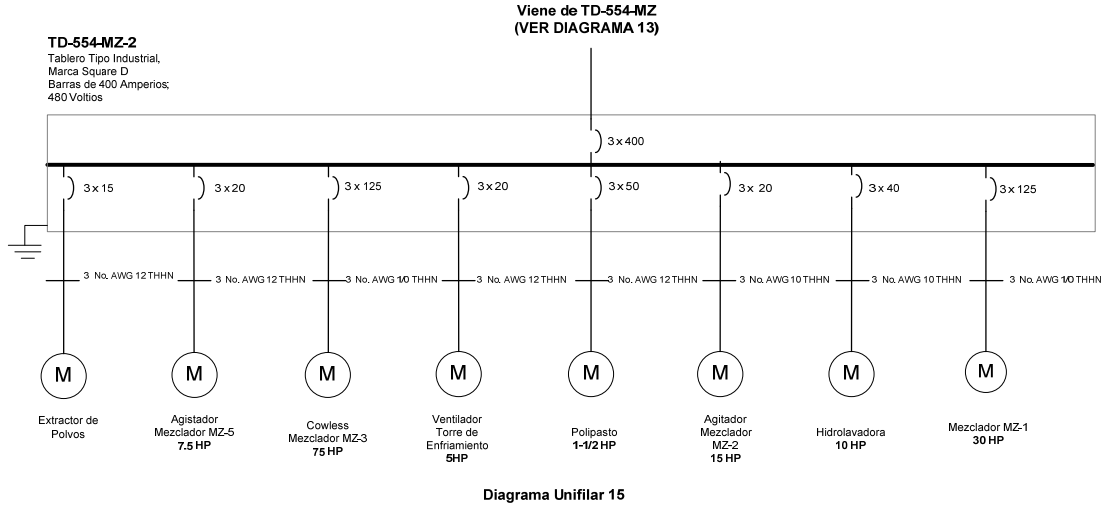 Viene de TD-554-MZ
(VER DIAGRAMA 13)
TD-554-MZ-2
Tablero Tipo Industrial,
Marca Square D
Barras de 400 Amperios;
480 Voltios
3 x 400
3 x 15
3 x 20
3 x 125
3 x 20
3 x 50
3 x 20
3 x 40
3 x 125
3 No. AWG 12 THHN
3 No. AWG 12 THHN
3 No. AWG 1/0 THHN
3 No. AWG 12 THHN
3 No. AWG 12 THHN
3 No. AWG 10 THHN
3 No. AWG 10 THHN
3 No. AWG 1/0 THHN
M
M
M
M
M
M
M
M
Extractor de
Polvos
Agistador
Mezclador MZ-5
7.5 HP
Cowless
Mezclador MZ-3
75 HP
Ventilador
Torre de
Enfriamiento
5HP
Polipasto
1-1/2 HP
Agitador
Mezclador
MZ-2
15 HP
Hidrolavadora
10 HP
Mezclador MZ-1
30 HP
Diagrama Unifilar 15